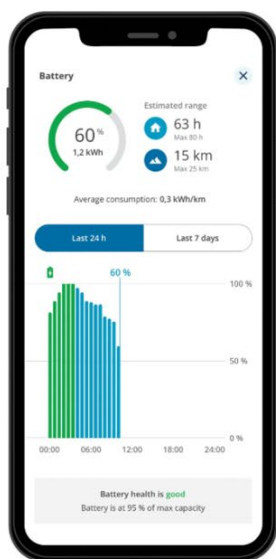 Battery
60 %
1,2 kWh
Estimated range
63 h
Max 80 h
15 km
Max 25 km
Average consumption: 0,3 kWh/km
Last 24 h
Last 7 days
60 %
100 %
50 %
0 %
00:00 06:00 12:00 18:00 24:00
Battery health is good
Battery is at 95 % of max capacity